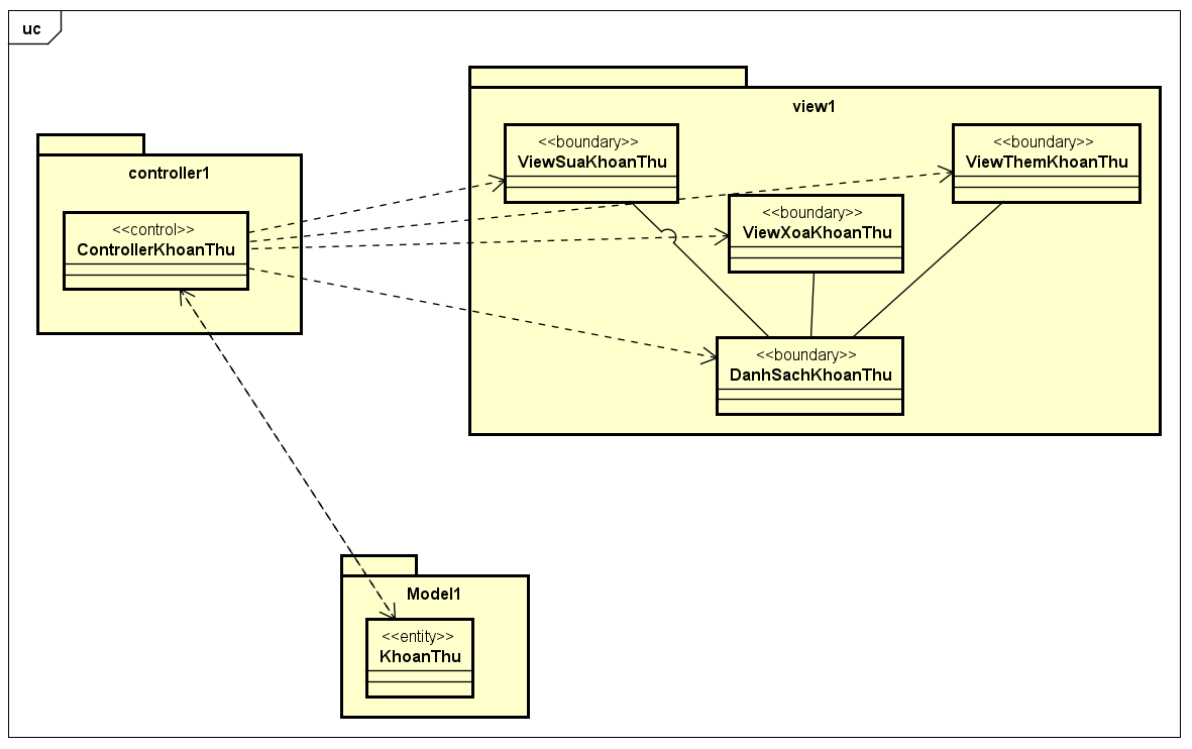 uc
view1
<<boundary>>
ViewSuaKhoanThu
<<boundary>>
ViewThemKhoanThu
controller1
<<control>>
ControllerKhoanThu
<<boundary>>
ViewXoaKhoanThu
<<boundary>>
DanhSachKhoanThu
Model1
<<entity>>
KhoanThu